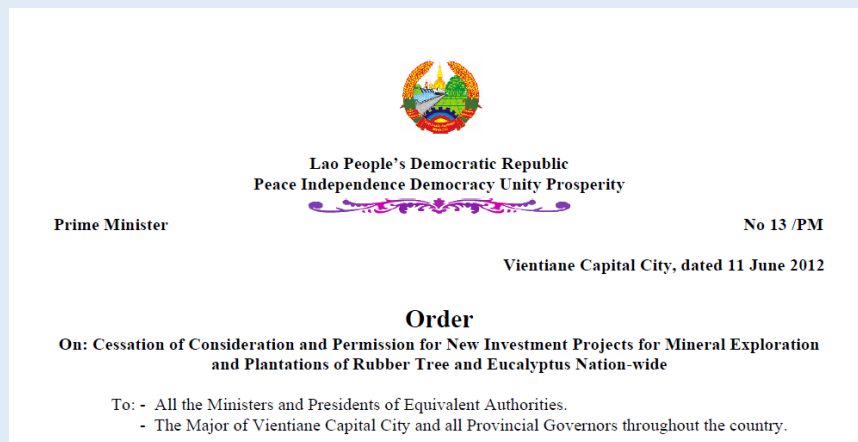 Lao People's Democratic Republic
Peace Independence Democracy Unity Prosperity
Prime Minister
No 13 /PM
Vientiane Capital City, dated 11 June 2012
Order
On: Cessation of Consideration and Permission for New Investment Projects for Mineral Exploration
and Plantations of Rubber Tree and Eucalyptus Nation-wide
To: - All the Ministers and Presidents of Equivalent Authorities.
- The Major of Vientiane Capital City and all Provincial Governors throughout the country.